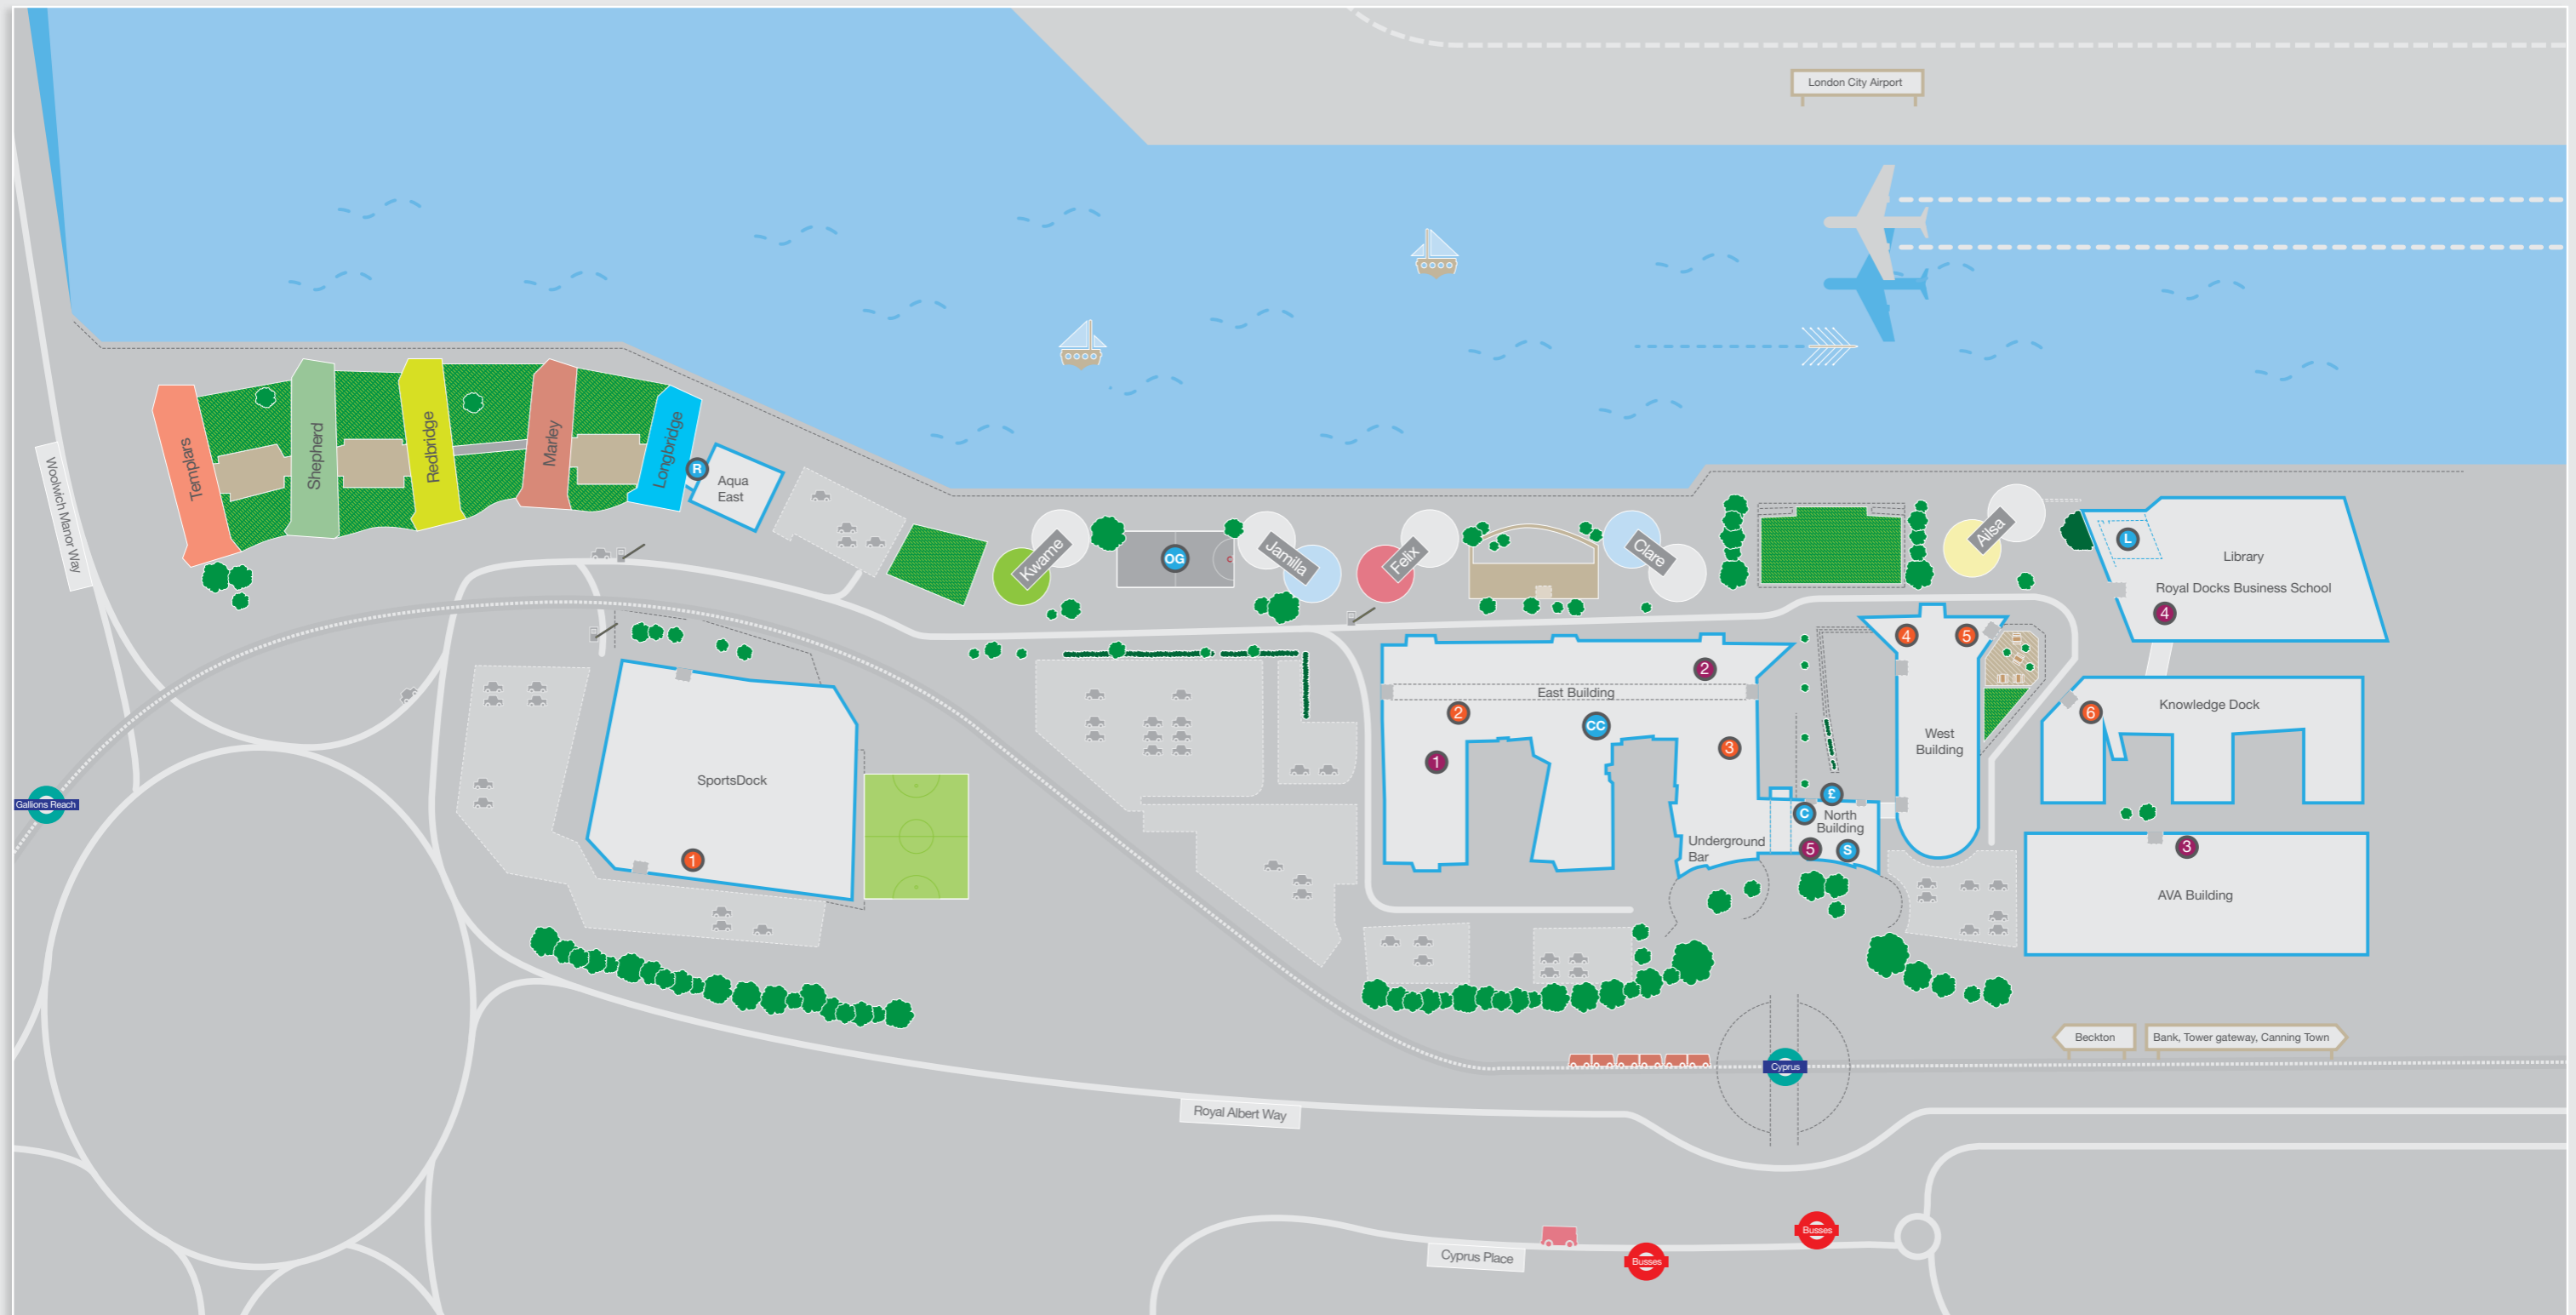 London City Airport
Woolwich Manor Way
Templars
Shepherd
Redbridge
Marley
Longbridge
R
Aqua
East
Kwame
OG
Jamilla
Felix
Clare
Ailsa
L
Library
Royal Docks Business School
4
4
5
2
East Building
2
CC
3
1
West
Building
6
Knowledge Dock
Gallions Reach
SportsDock
1
£
C
North
Building
Underground
Bar
5
S
3
AVA Building
Beckton
Bank, Tower gateway, Canning Town
Cyprus
Royal Albert Way
Cyprus Place
Busses
Busses